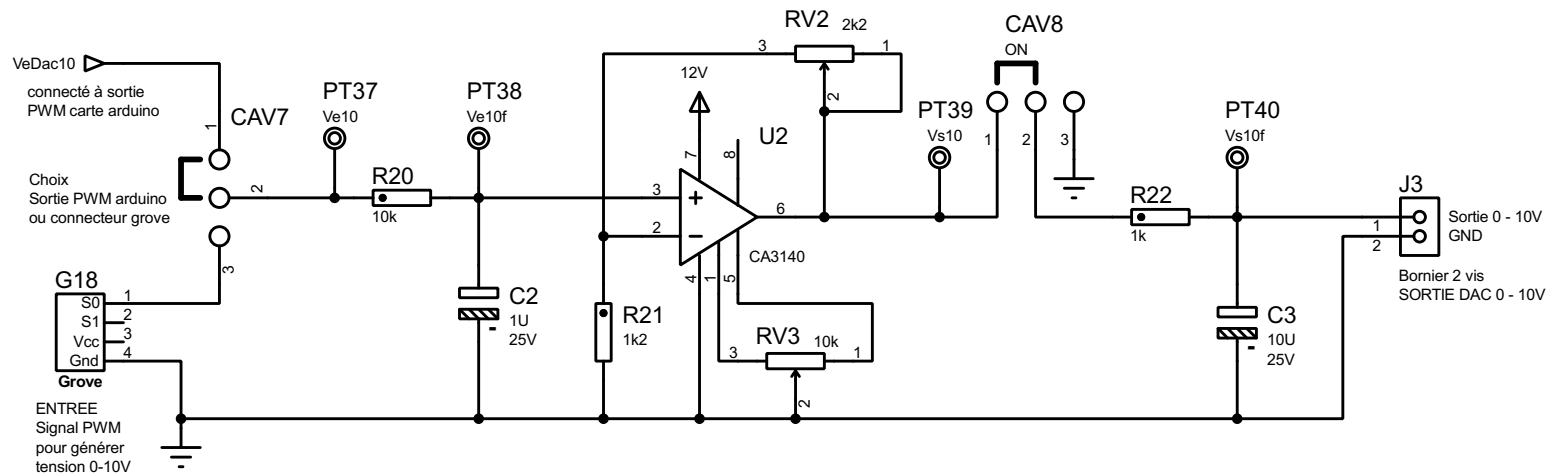 VeDac10
connecté à sortie
PWM carte arduino
CAV7
1
2
3
Choix
Sortie PWM arduino
ou connecteur grove
G18
S0
S1
Vcc
Gnd
1
2
3
4
Grove
ENTREE
Signal PWM
pour générer
tension 0-10V
PT37
Ve10
R20
10k
PT38
Ve10f
C2
1U
25V
-
R21
1k2
RV2 2k2
3
1
2
12V
7
8
U2
3
+
2
−
6
CA3140
4
1
5
RV3 10k
3
1
2
PT39
Vs10
CAV8
ON
1
2
3
R22
1k
PT40
Vs10f
C3
10U
25V
-
J3
1
2
Sortie 0 - 10V
GND
Bornier 2 vis
SORTIE DAC 0 - 10V